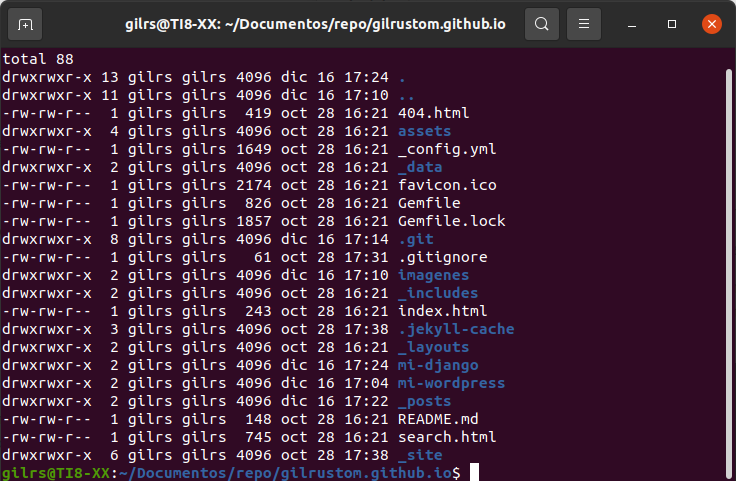 gilrs@TI8-XX: ~/Documentos/repo/gilrustom.github.io
total 88
drwxrwxr-x 13 gilrs gilrs 4096 dic 16 17:24 .
drwxrwxr-x 11 gilrs gilrs 4096 dic 16 17:10 ..
-rw-rw-r--  1 gilrs gilrs  419 oct 28 16:21 404.html
drwxrwxr-x  4 gilrs gilrs 4096 oct 28 16:21 assets
-rw-rw-r--  1 gilrs gilrs 1649 oct 28 16:21 _config.yml
drwxrwxr-x  2 gilrs gilrs 4096 oct 28 16:21 _data
-rw-rw-r--  1 gilrs gilrs 2174 oct 28 16:21 favicon.ico
-rw-rw-r--  1 gilrs gilrs  826 oct 28 16:21 Gemfile
-rw-rw-r--  1 gilrs gilrs 1857 oct 28 16:21 Gemfile.lock
drwxrwxr-x  8 gilrs gilrs 4096 dic 16 17:14 .git
-rw-rw-r--  1 gilrs gilrs   61 oct 28 17:31 .gitignore
drwxrwxr-x  2 gilrs gilrs 4096 dic 16 17:10 imagenes
drwxrwxr-x  2 gilrs gilrs 4096 oct 28 16:21 _includes
-rw-rw-r--  1 gilrs gilrs  243 oct 28 16:21 index.html
drwxrwxr-x  3 gilrs gilrs 4096 oct 28 17:38 .jekyll-cache
drwxrwxr-x  2 gilrs gilrs 4096 oct 28 16:21 _layouts
drwxrwxr-x  2 gilrs gilrs 4096 dic 16 17:24 mi-django
drwxrwxr-x  2 gilrs gilrs 4096 dic 16 17:04 mi-wordpress
drwxrwxr-x  2 gilrs gilrs 4096 dic 16 17:22 _posts
-rw-rw-r--  1 gilrs gilrs  148 oct 28 16:21 README.md
-rw-rw-r--  1 gilrs gilrs  745 oct 28 16:21 search.html
drwxrwxr-x  6 gilrs gilrs 4096 oct 28 17:38 _site
gilrs@TI8-XX:~/Documentos/repo/gilrustom.github.io$